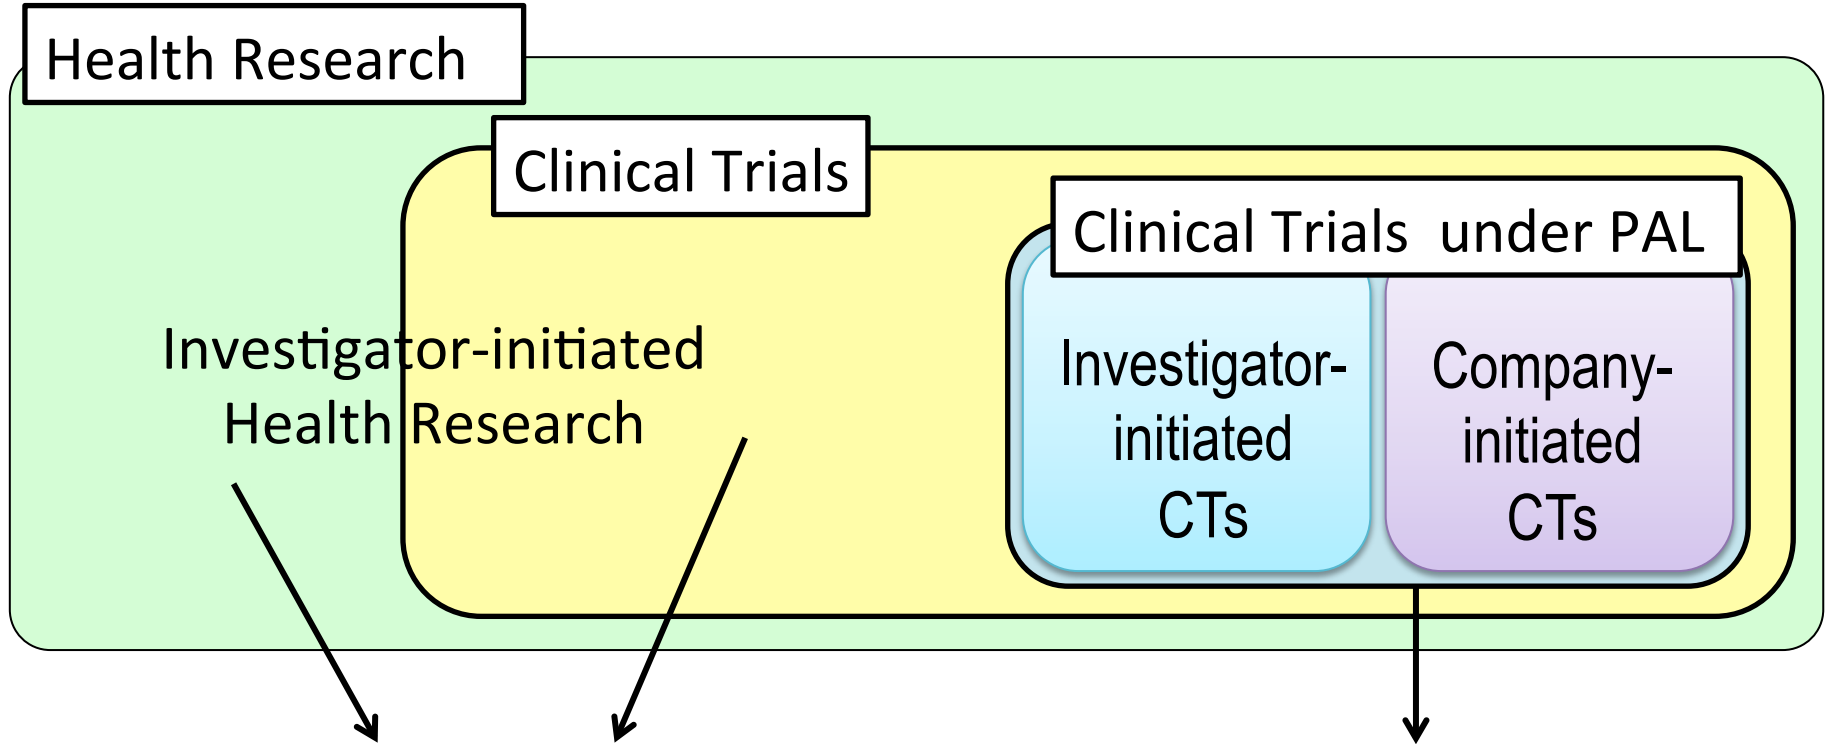 Health Research
Clinical Trials
Clinical Trials under PAL
Investigator-initiated
Health Research
Investigator-
initiated
CTs
Company-
initiated
CTs